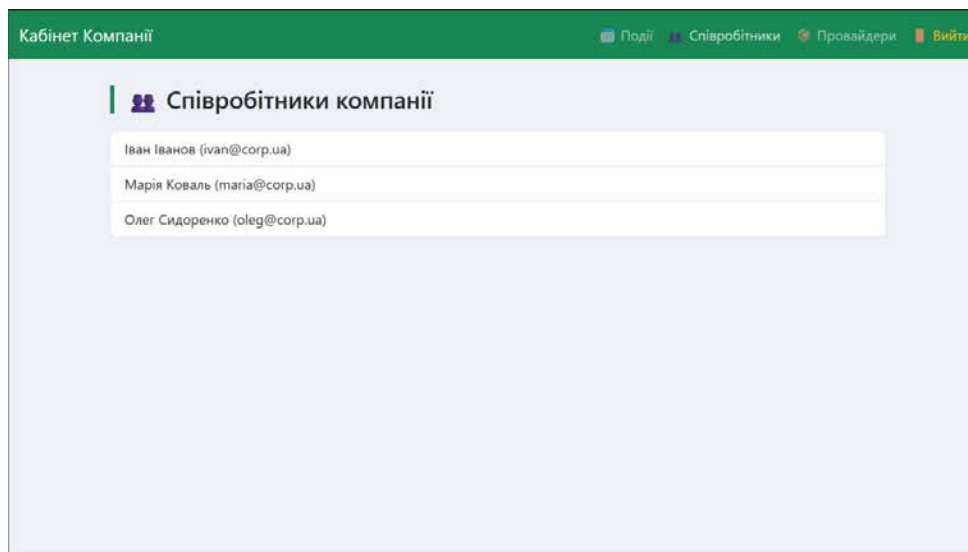 Кабінет Компанії
Події Співробітники Провайдери Вийти
Співробітники компанії
Іван Іванов (ivan@corp.ua)
Марія Коваль (maria@corp.ua)
Олег Сидоренко (oleg@corp.ua)